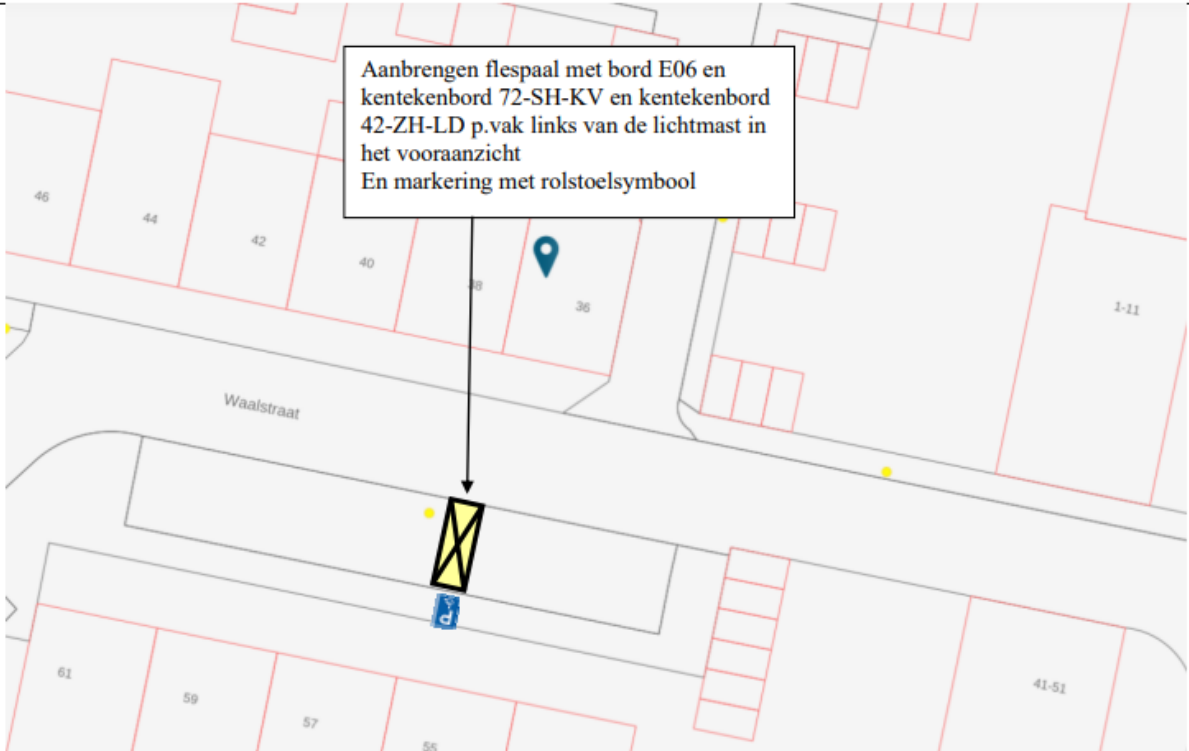 Aanbrengen flespaal met bord E06 en
kentekenbord 72-SH-KV en kentekenbord
42-ZH-LD p.vak links van de lichtmast in
het vooraanzicht
En markering met rolstoelsymbool
46
44
42
40
38
36
1-11
Waalstraat
P
61
59
57
55
41-51